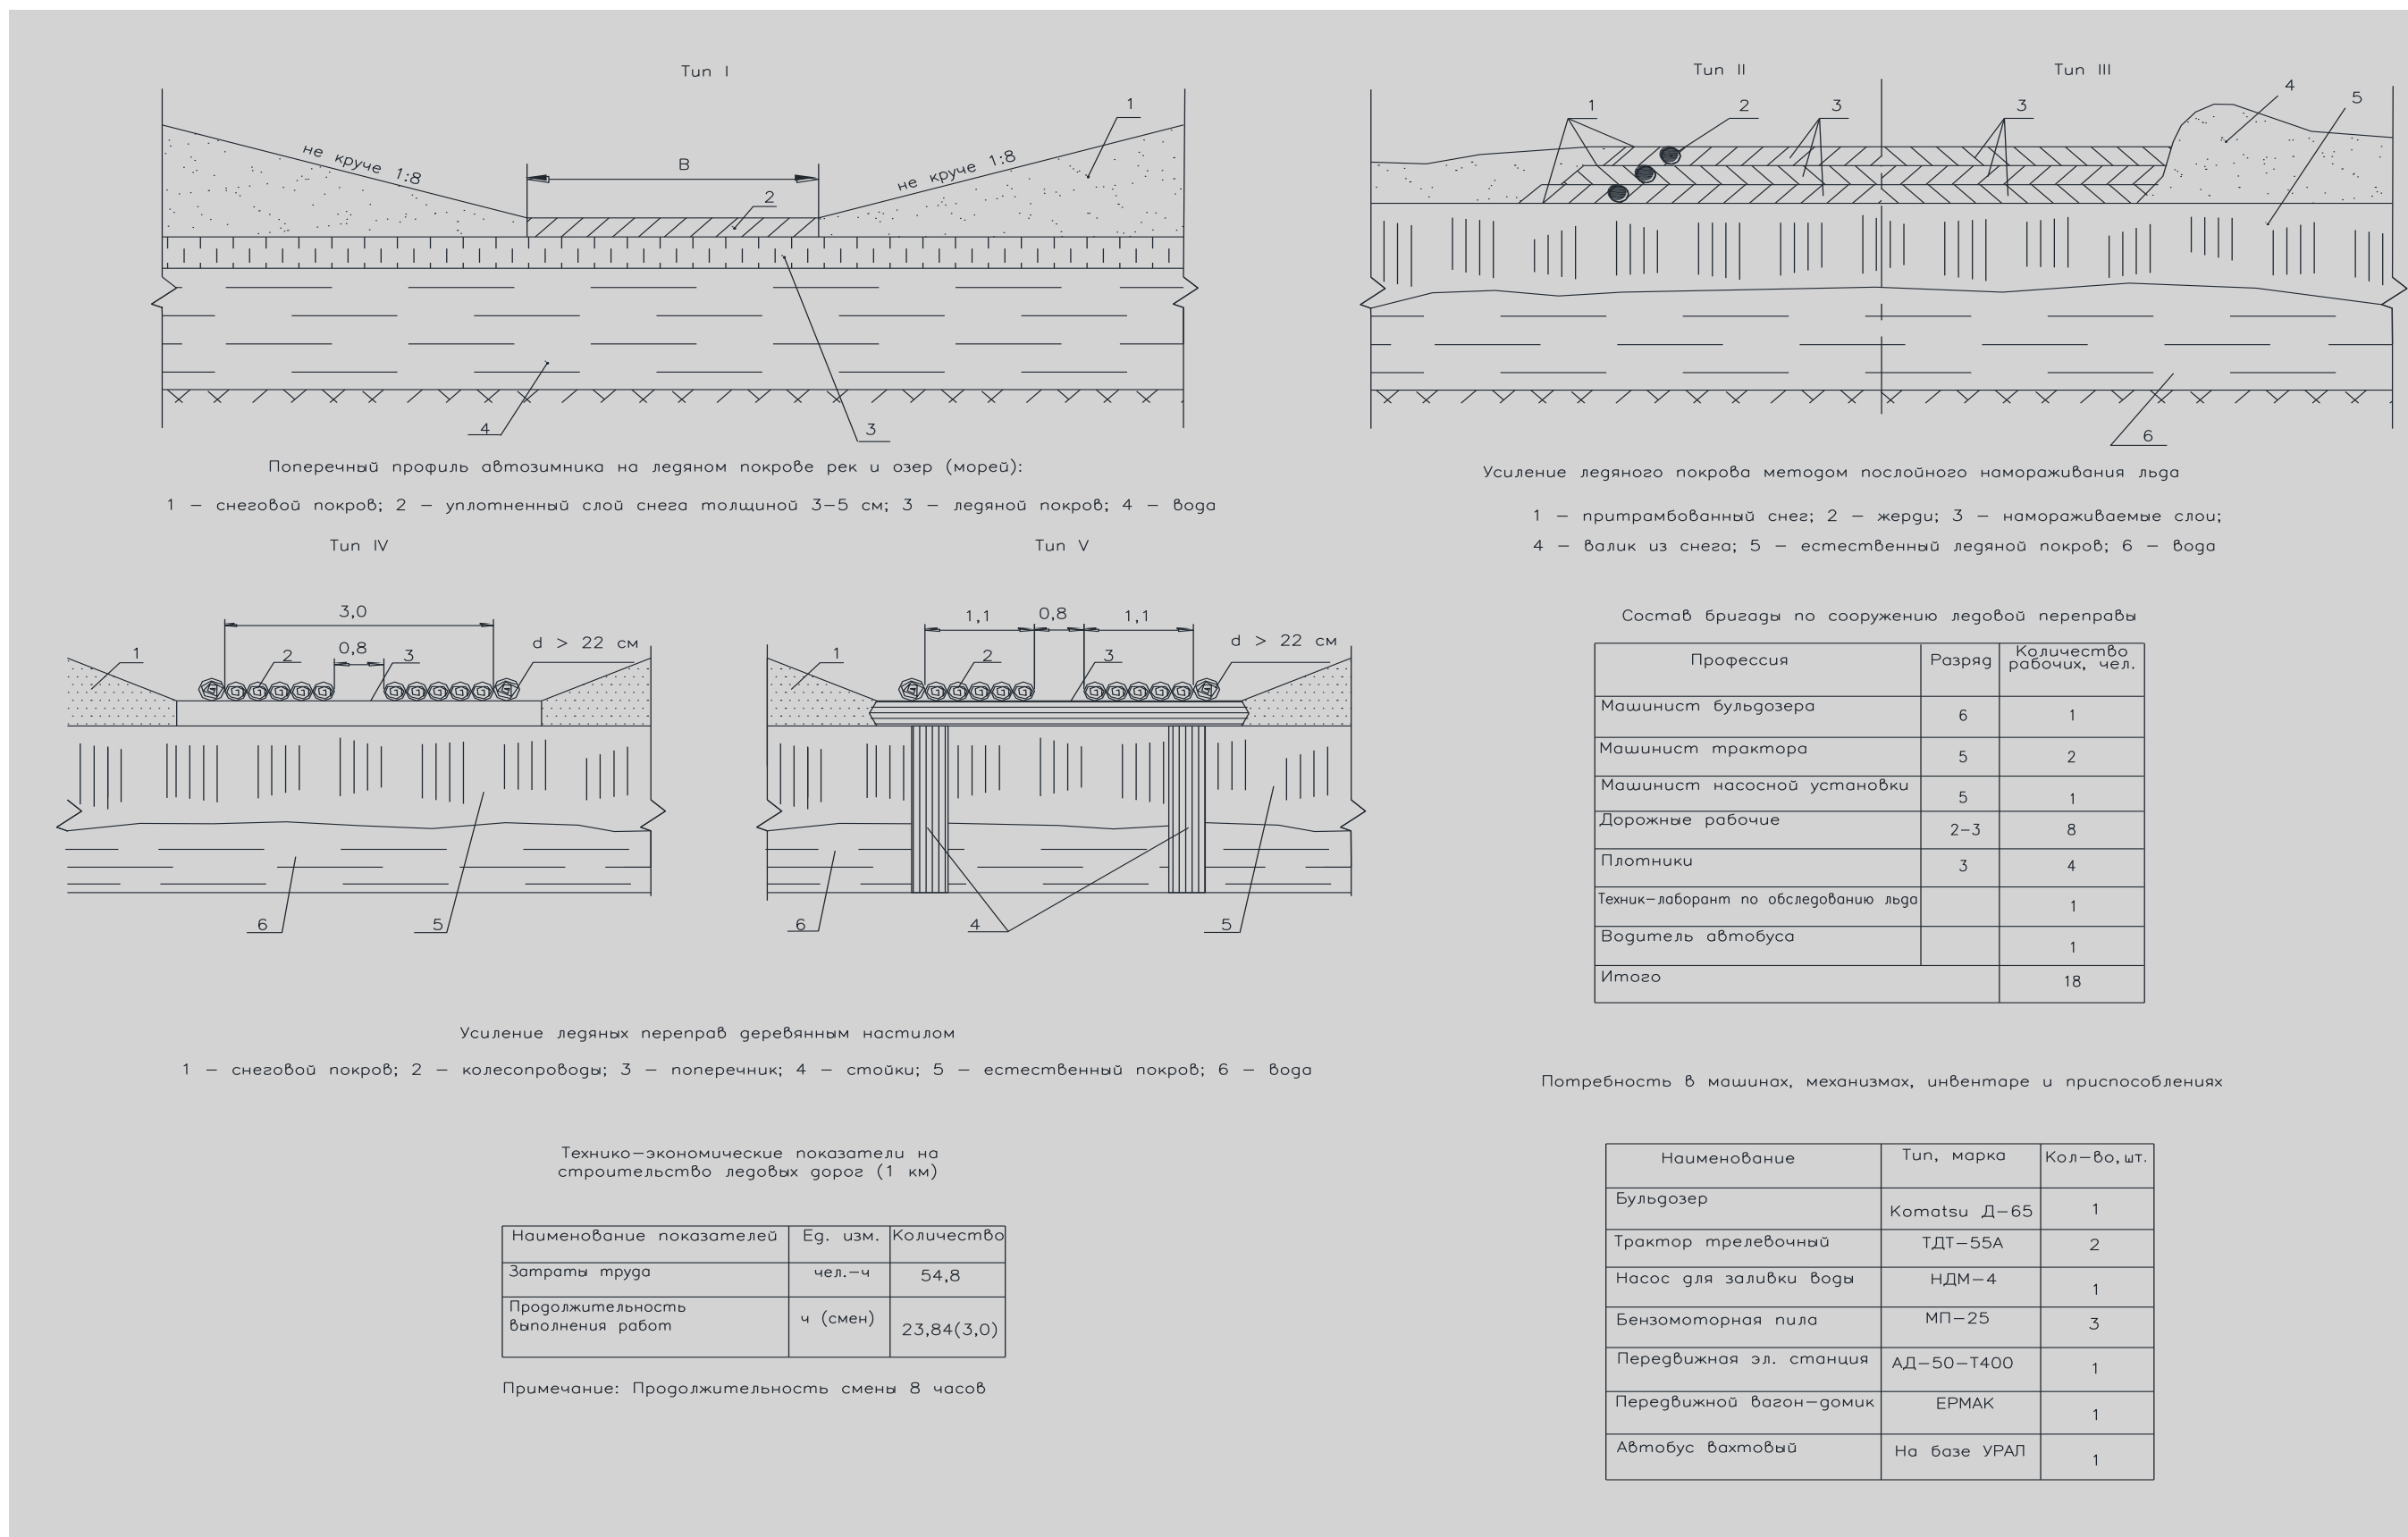 Тип I
не круче 1:8
B
не круче 1:8
1
2
4
3
Поперечный профиль автозимника на ледяном покрове рек и озер (морей):
1 – снеговой покров; 2 – уплотненный слой снега толщиной 3–5 см; 3 – ледяной покров; 4 – вода
Тип II
Тип III
1
2
3
3
4
5
6
Усиление ледяного покрова методом послойного намораживания льда
1 – притрамбованный снег; 2 – жерди; 3 – намораживаемые слои;
4 – валик из снега; 5 – естественный ледяной покров; 6 – вода
Тип IV
3,0
0,8
d > 22 см
1
2
3
6
5
Тип V
1,1
0,8
1,1
d > 22 см
1
2
3
6
4
5
Усиление ледяных переправ деревянным настилом
1 – снеговой покров; 2 – колесопроводы; 3 – поперечник; 4 – стойки; 5 – естественный покров; 6 – вода
Состав бригады по сооружению ледовой переправы
Профессия Разряд Количество
рабочих, чел.
Машинист бульдозера 6 1
Машинист трактора 5 2
Машинист насосной установки 5 1
Дорожные рабочие 2–3 8
Плотники 3 4
Техник–лаборант по обследованию льда 1
Водитель автобуса 1
Итого 18
Технико–экономические показатели на
строительство ледовых дорог (1 км)
Наименование показателей Ед. изм. Количество
Затраты труда чел.–ч 54,8
Продолжительность
выполнения работ ч (смен) 23,84(3,0)
Примечание: Продолжительность смены 8 часов
Потребность в машинах, механизмах, инвентаре и приспособлениях
Наименование Тип, марка Кол–во,шт.
Бульдозер Komatsu Д–65 1
Трактор трелевочный ТДТ–55А 2
Насос для заливки воды НДМ–4 1
Бензомоторная пила МП–25 3
Передвижная эл. станция АД–50–Т400 1
Передвижной вагон–домик ЕРМАК 1
Автобус вахтовый На базе УРАЛ 1